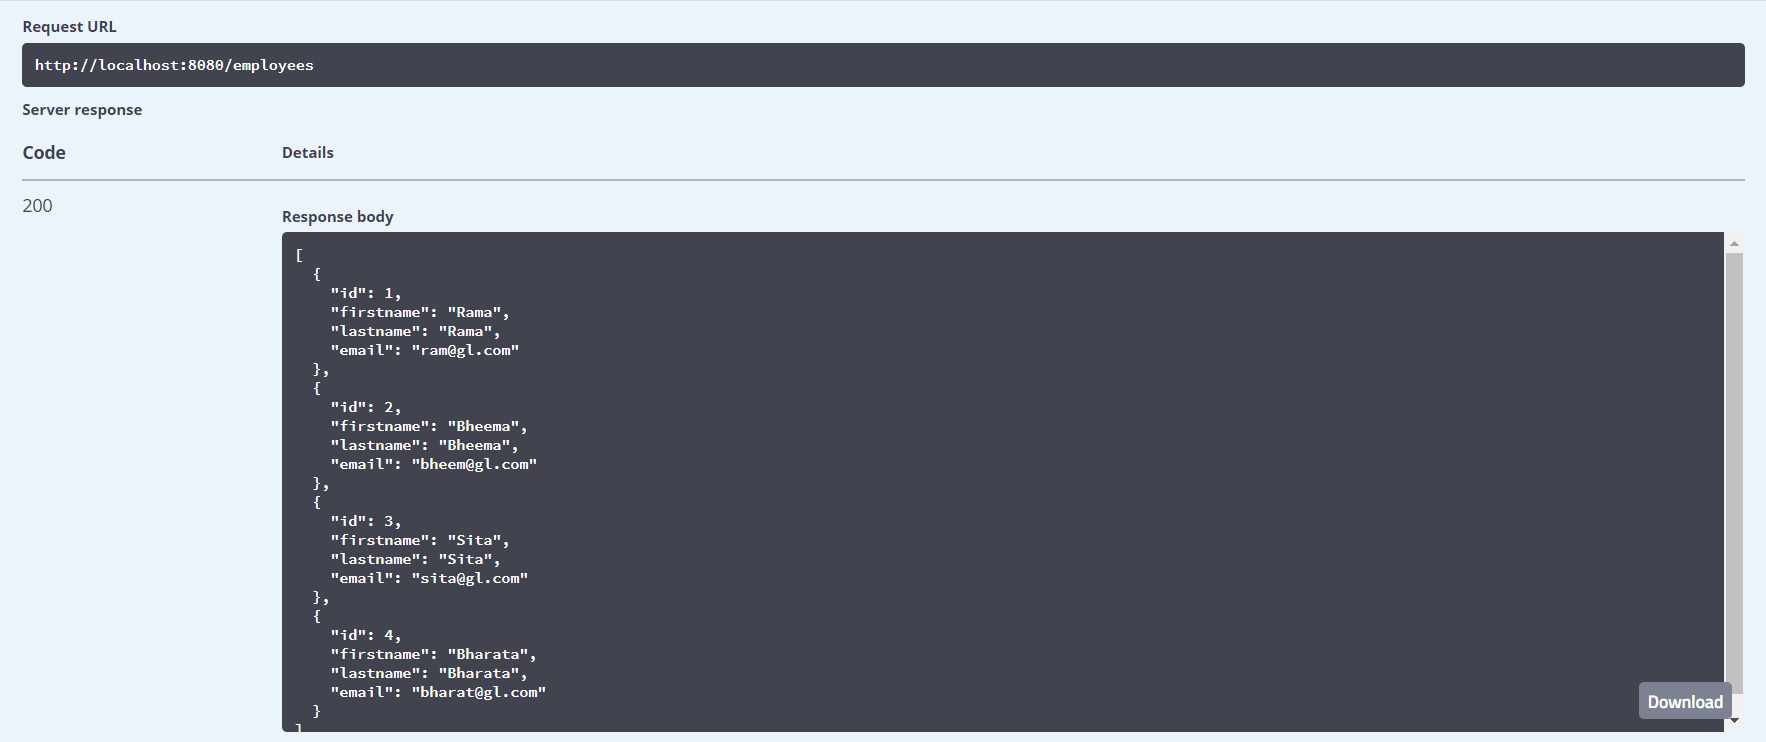 Request URL
http://localhost:8080/employees
Server response
Code Details
200
Response body
[
  {
    "id": 1,
    "firstname": "Rama",
    "lastname": "Rama",
    "email": "ram@gl.com"
  },
  {
    "id": 2,
    "firstname": "Bheema",
    "lastname": "Bheema",
    "email": "bheem@gl.com"
  },
  {
    "id": 3,
    "firstname": "Sita",
    "lastname": "Sita",
    "email": "sita@gl.com"
  },
  {
    "id": 4,
    "firstname": "Bharata",
    "lastname": "Bharata",
    "email": "bharat@gl.com"
  }
]
Download